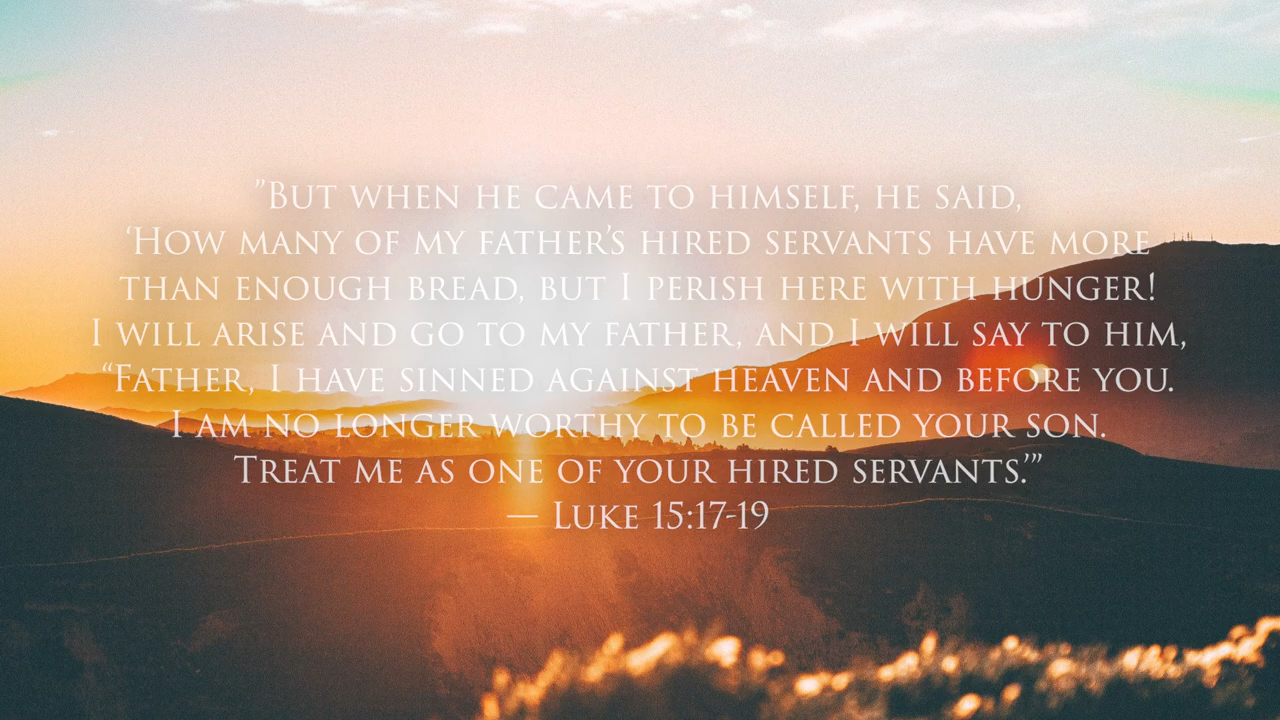 ”But when he came to himself, he said,
‘How many of my father’s hired servants have more
than enough bread, but I perish here with hunger!
I will arise and go to my father, and I will say to him,
“Father, I have sinned against heaven and before you.
I am no longer worthy to be called your son.
Treat me as one of your hired servants.’”
— Luke 15:17-19